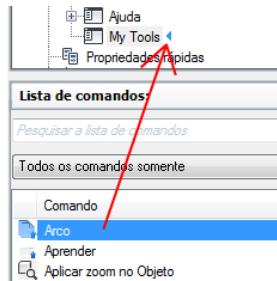 Ajuda
My Tools
Propriedades rápidas
Lista de comandos:
Pesquisar a lista de comandos
Todos os comandos somente
Comando
Arco
Aprender
Aplicar zoom no Objeto